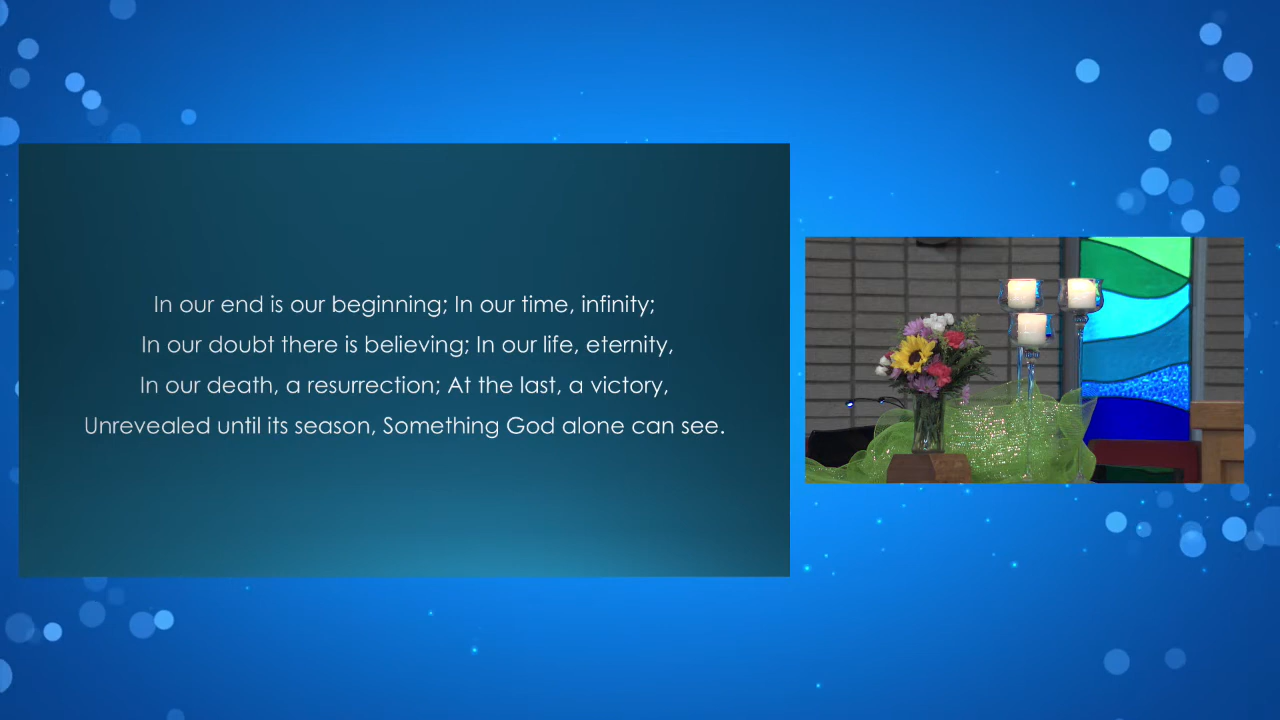 In our end is our beginning; In our time, infinity;
In our doubt there is believing; In our life, eternity,
In our death, a resurrection; At the last, a victory,
Unrevealed until its season, Something God alone can see.